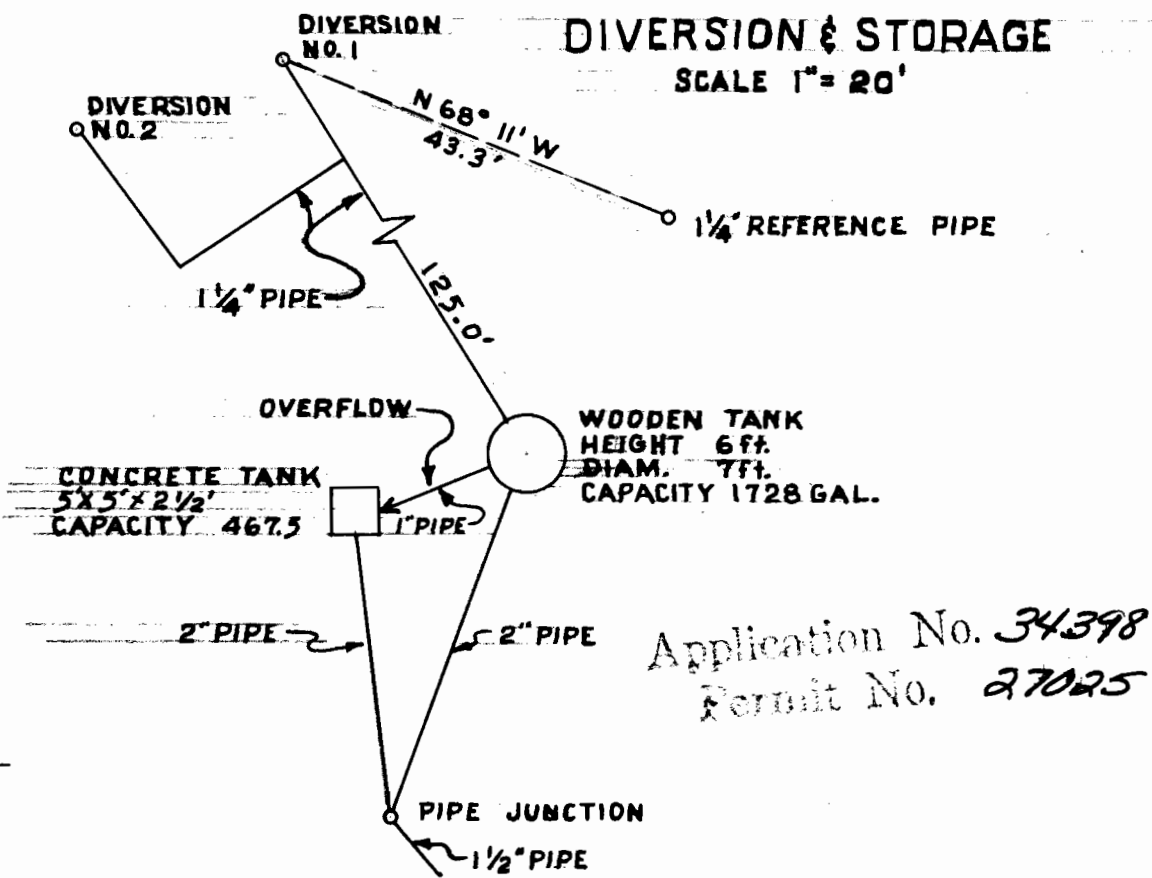 DIVERSION & STORAGE
SCALE 1" = 20'
DIVERSION
NO. 1
DIVERSION
NO. 2
N 68° 11' W
43.3'
1¼" REFERENCE PIPE
1¼" PIPE
125.0'
OVERFLOW
WOODEN TANK
HEIGHT 6 ft.
DIAM. 7 ft.
CAPACITY 1728 GAL.
CONCRETE TANK
5' X 5' X 2½'
CAPACITY 467.5
1" PIPE
2" PIPE
2" PIPE
Application No. 34398
Permit No. 27025
PIPE JUNCTION
1½" PIPE